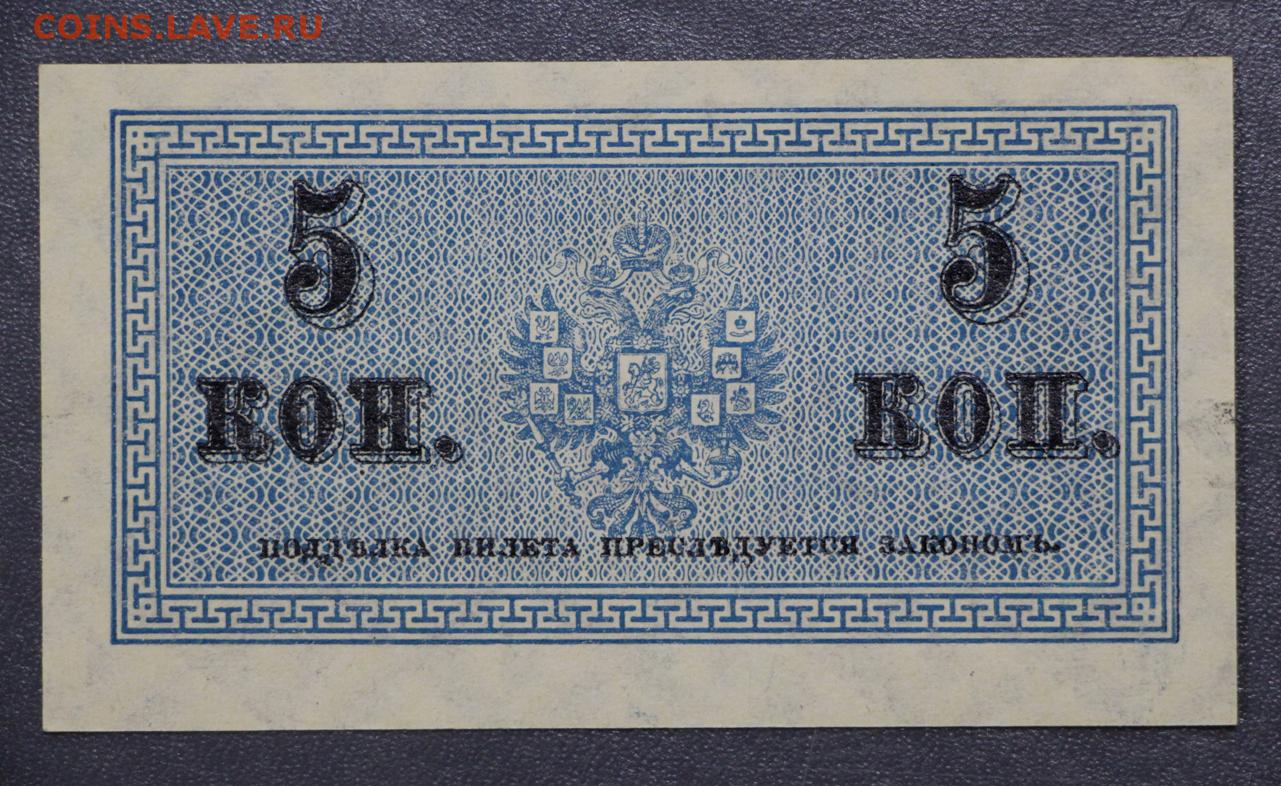 COINS.LAVE.RU
5 5
КОП. КОП.
ПОДДѢЛКА БИЛЕТА ПРЕСЛѢДУЕТСЯ ЗАКОНОМЪ.